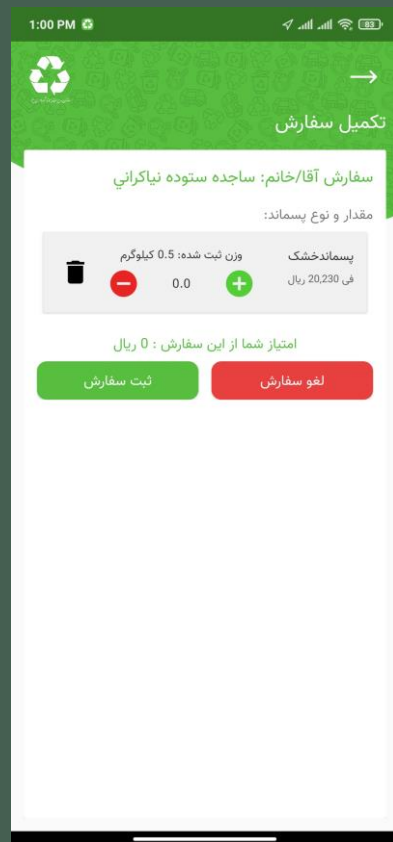 1:00 PM
83
تکمیل سفارش
سفارش آقا/خانم: ساجده ستوده نیاکراني
مقدار و نوع پسماند:
پسماندخشک
وزن ثبت شده: 0.5 کیلوگرم
فی 20,230 ریال
0.0
امتیاز شما از این سفارش : 0 ریال
لغو سفارش
ثبت سفارش